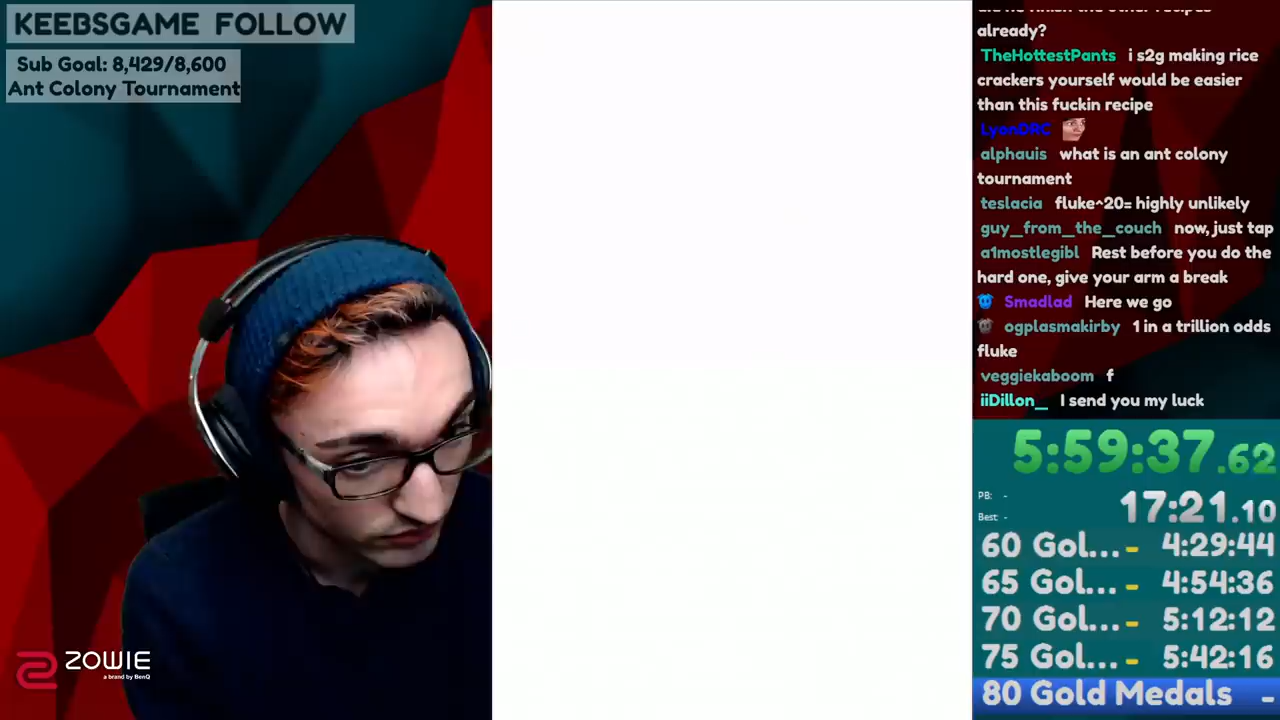 KEEBSGAME FOLLOW
Sub Goal: 8,429/8,600
Ant Colony Tournament
ZOWIE
a brand by BenQ
already?
TheHottestPants i s2g making rice
crackers yourself would be easier
than this fuckin recipe
LyonDRC
alphauis what is an ant colony
tournament
teslacia fluke^20= highly unlikely
guy_from_the_couch now, just tap
a1mostlegibl Rest before you do the
hard one, give your arm a break
Smadlad Here we go
ogplasmakirby 1 in a trillion odds
fluke
veggiekaboom f
iiDillon_ I send you my luck
5:59:37.62
PB: -
Best: -
17:21.10
60 Gol... - 4:29:44
65 Gol... - 4:54:36
70 Gol... - 5:12:12
75 Gol... - 5:42:16
80 Gold Medals -